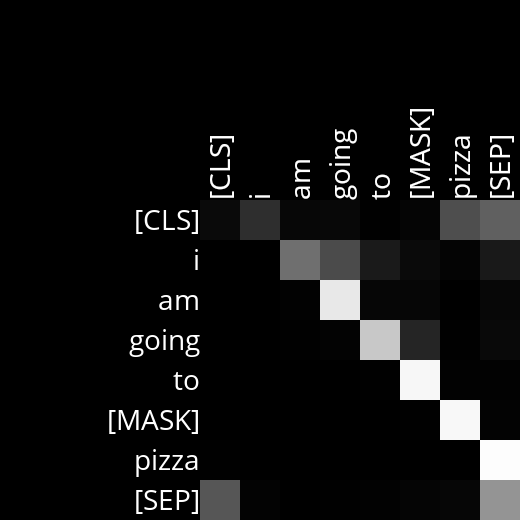 [CLS]
i
am
going
to
[MASK]
pizza
[SEP]
[CLS]
i
am
going
to
[MASK]
pizza
[SEP]